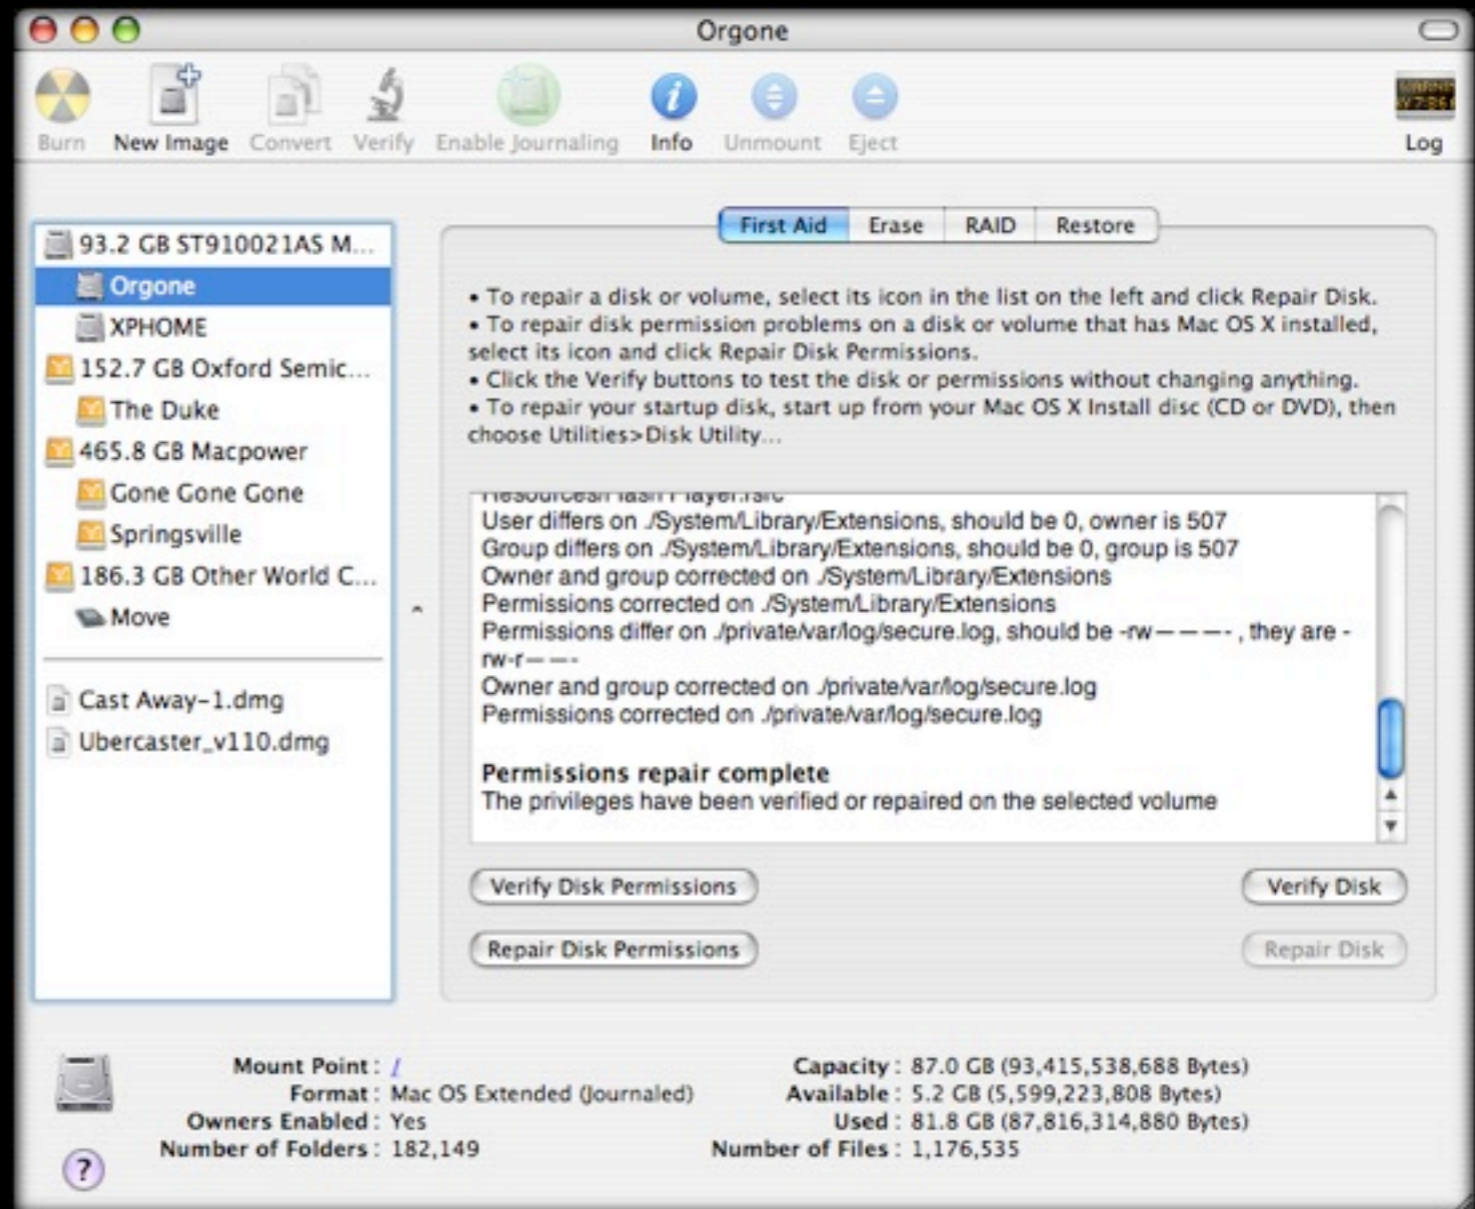 Orgone
Burn New Image Convert Verify Enable Journaling Info Unmount Eject Log
First Aid Erase RAID Restore
93.2 GB ST910021AS M...
Orgone
XPHOME
152.7 GB Oxford Semic...
The Duke
465.8 GB Macpower
Gone Gone Gone
Springsville
186.3 GB Other World C...
Move
Cast Away-1.dmg
Ubercaster_v110.dmg
• To repair a disk or volume, select its icon in the list on the left and click Repair Disk.
• To repair disk permission problems on a disk or volume that has Mac OS X installed,
select its icon and click Repair Disk Permissions.
• Click the Verify buttons to test the disk or permissions without changing anything.
• To repair your startup disk, start up from your Mac OS X Install disc (CD or DVD), then
choose Utilities>Disk Utility...
User differs on ./System/Library/Extensions, should be 0, owner is 507
Group differs on ./System/Library/Extensions, should be 0, group is 507
Owner and group corrected on ./System/Library/Extensions
Permissions corrected on ./System/Library/Extensions
Permissions differ on ./private/var/log/secure.log, should be -rw— — —- , they are -
rw-r— —-
Owner and group corrected on ./private/var/log/secure.log
Permissions corrected on ./private/var/log/secure.log
Permissions repair complete
The privileges have been verified or repaired on the selected volume
Verify Disk Permissions Verify Disk
Repair Disk Permissions Repair Disk
Mount Point : / Capacity : 87.0 GB (93,415,538,688 Bytes)
Format : Mac OS Extended (Journaled) Available : 5.2 GB (5,599,223,808 Bytes)
Owners Enabled : Yes Used : 81.8 GB (87,816,314,880 Bytes)
Number of Folders : 182,149 Number of Files : 1,176,535
?